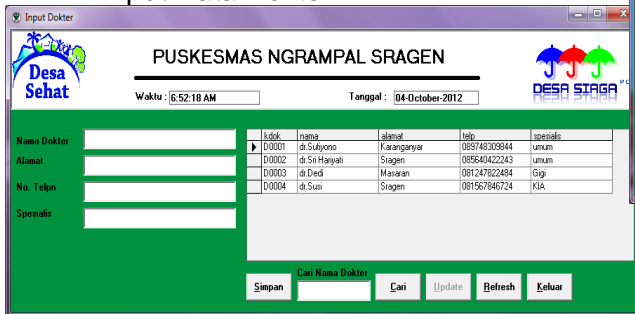 Input Dokter
PUSKESMAS NGRAMPAL SRAGEN
Desa
Sehat
Waktu : 6:52:18 AM
Tanggal : 04-October-2012
DESA SIAGA
Nama Dokter
Alamat
No. Telpn
Spesialis
kdok nama alamat telp spesialis
D0001 dr.Sutiyono Karanganyar 089748309844 umum
D0002 dr.Sri Hariyati Sragen 085640422243 umum
D0003 dr.Dedi Masaran 081247822484 Gigi
D0004 dr.Susi Sragen 081567846724 KIA
Cari Nama Dokter
Simpan Cari Update Refresh Keluar